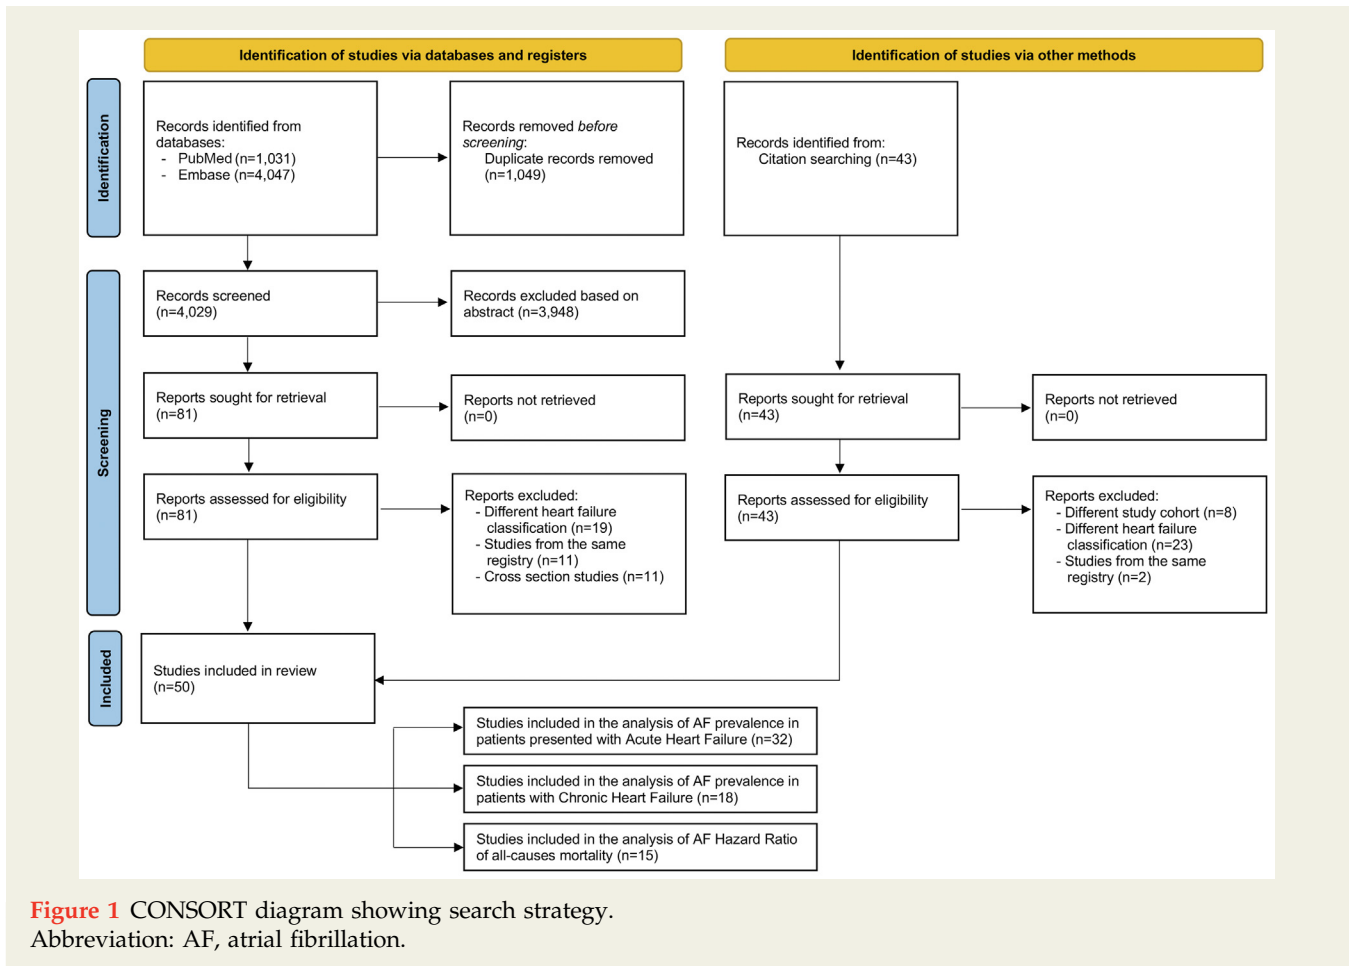 Identification of studies via databases and registers
Identification of studies via other methods
Identification
Records identified from
databases:
- PubMed (n=1,031)
- Embase (n=4,047)
Records removed before
screening:
Duplicate records removed
(n=1,049)
Records identified from:
Citation searching (n=43)
Screening
Records screened
(n=4,029)
Records excluded based on
abstract (n=3,948)
Reports sought for retrieval
(n=81)
Reports not retrieved
(n=0)
Reports sought for retrieval
(n=43)
Reports not retrieved
(n=0)
Reports assessed for eligibility
(n=81)
Reports excluded:
- Different heart failure
classification (n=19)
- Studies from the same
registry (n=11)
- Cross section studies (n=11)
Reports assessed for eligibility
(n=43)
Reports excluded:
- Different study cohort (n=8)
- Different heart failure
classification (n=23)
- Studies from the same
registry (n=2)
Included
Studies included in review
(n=50)
Studies included in the analysis of AF prevalence in
patients presented with Acute Heart Failure (n=32)
Studies included in the analysis of AF prevalence in
patients with Chronic Heart Failure (n=18)
Studies included in the analysis of AF Hazard Ratio
of all-causes mortality (n=15)
Figure 1 CONSORT diagram showing search strategy.
Abbreviation: AF, atrial fibrillation.